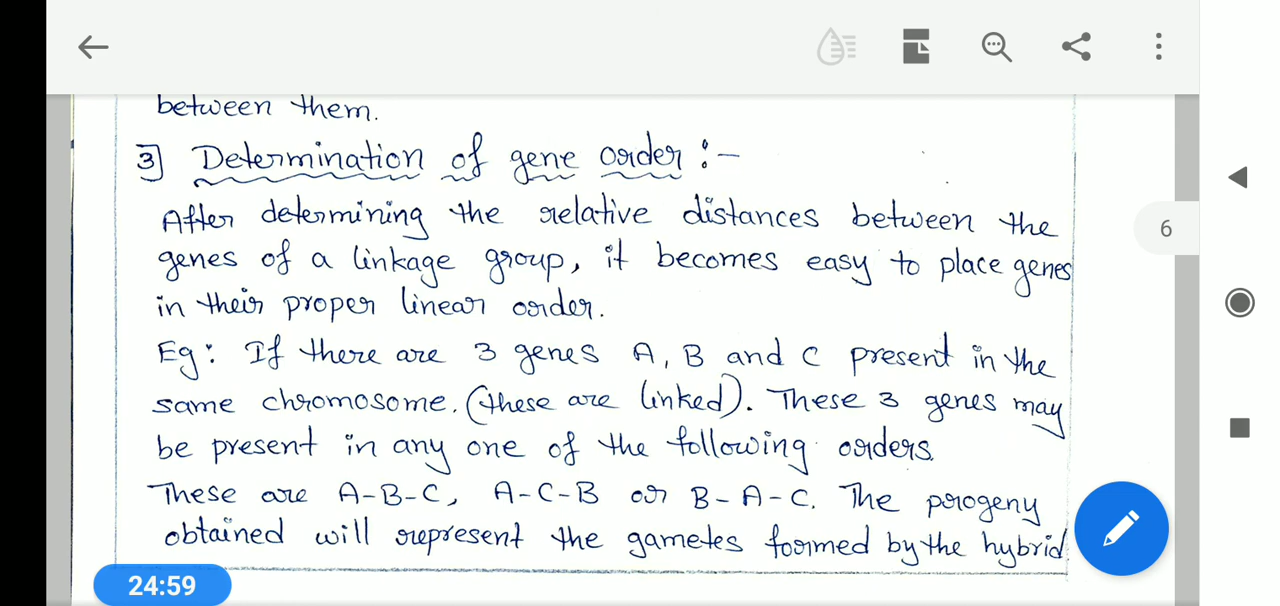 between them.
3] Determination of gene order :-
After determining the relative distances between the
genes of a linkage group, it becomes easy to place genes
in their proper linear order.
Eg: If there are 3 genes A, B and C present in the
same chromosome. (these are linked). These 3 genes may
be present in any one of the following orders.
These are A-B-C, A-C-B or B-A-C. The progeny
obtained will represent the gametes formed by the hybrid
6
24:59